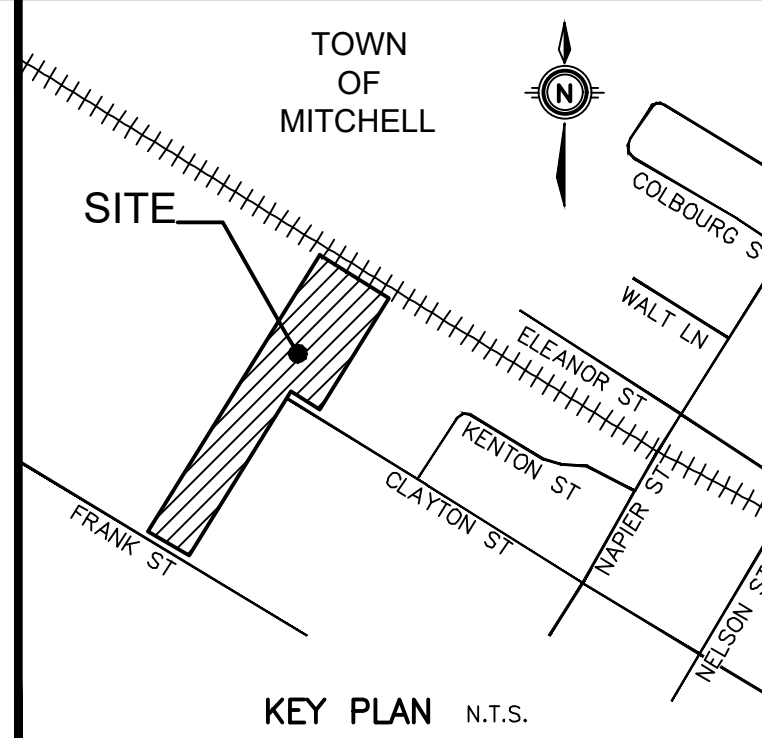 TOWN
OF
MITCHELL
N
COLBOURG S
SITE
WALT LN
ELEANOR ST
KENTON ST
CLAYTON ST
NAPIER ST
FRANK ST
NELSON ST
KEY PLAN N.T.S.